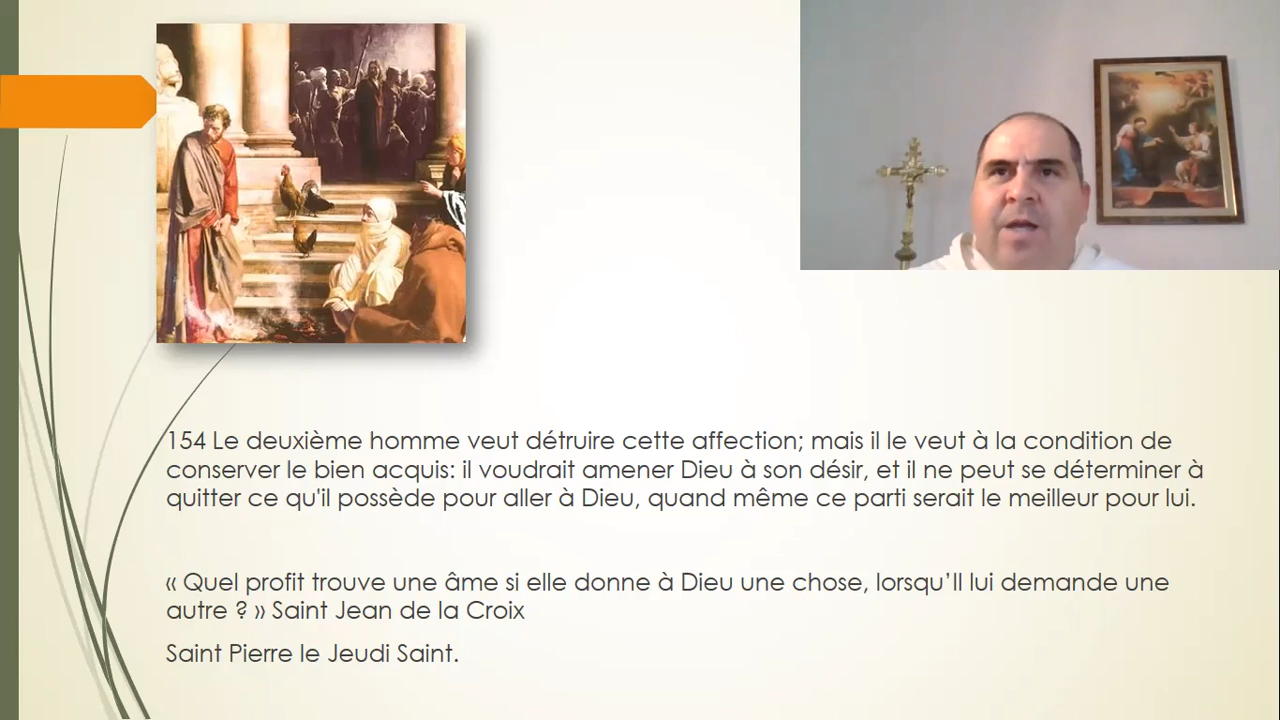 154 Le deuxième homme veut détruire cette affection; mais il le veut à la condition de
conserver le bien acquis: il voudrait amener Dieu à son désir, et il ne peut se déterminer à
quitter ce qu'il possède pour aller à Dieu, quand même ce parti serait le meilleur pour lui.
« Quel profit trouve une âme si elle donne à Dieu une chose, lorsqu’Il lui demande une
autre ? » Saint Jean de la Croix
Saint Pierre le Jeudi Saint.